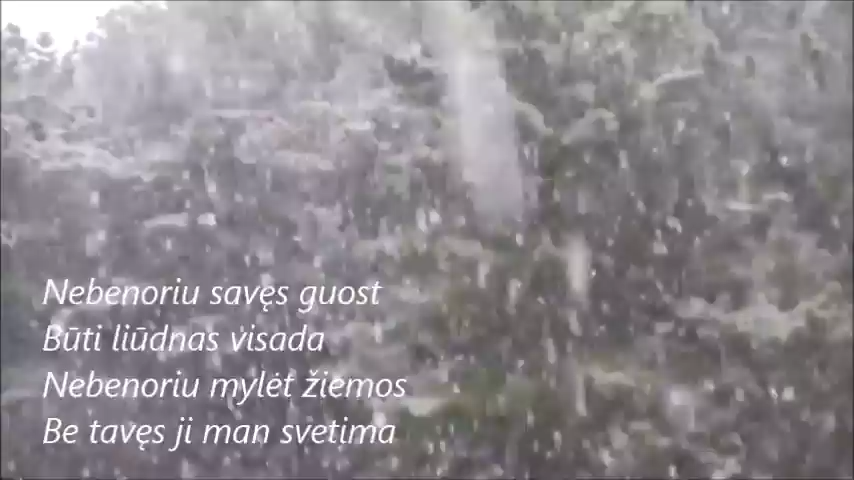 Nebenoriu savęs guost
Būti liūdnas visada
Nebenoriu mylėt žiemos
Be tavęs ji man svetima